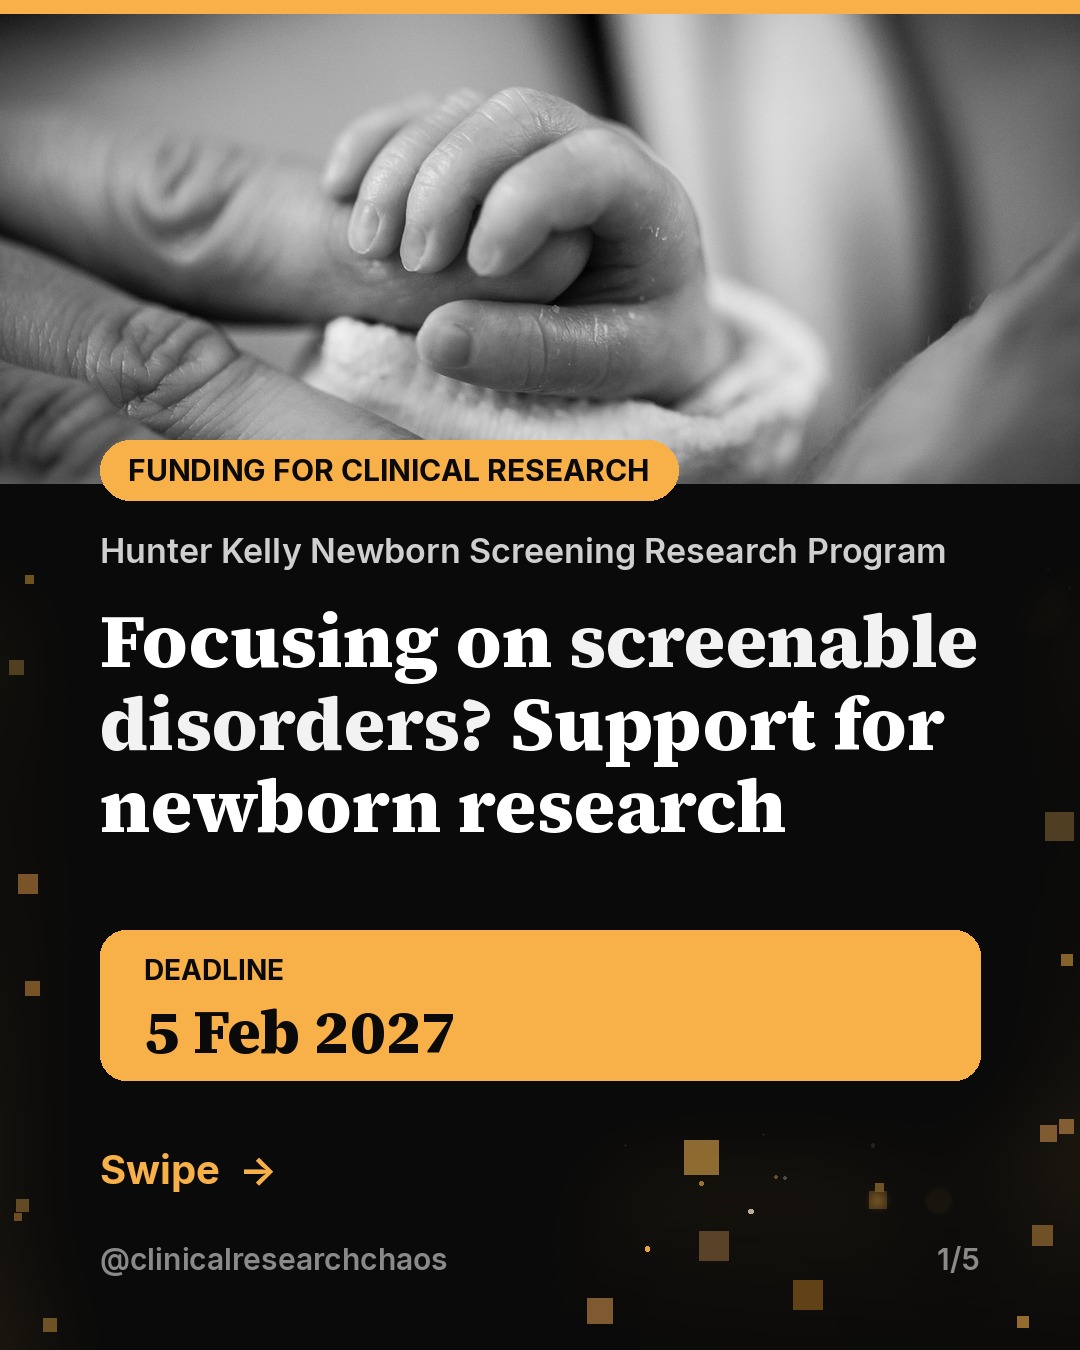 FUNDING FOR CLINICAL RESEARCH
Hunter Kelly Newborn Screening Research Program
Focusing on screenable
disorders? Support for
newborn research
DEADLINE
5 Feb 2027
Swipe →
@clinicalresearchchaos
1/5